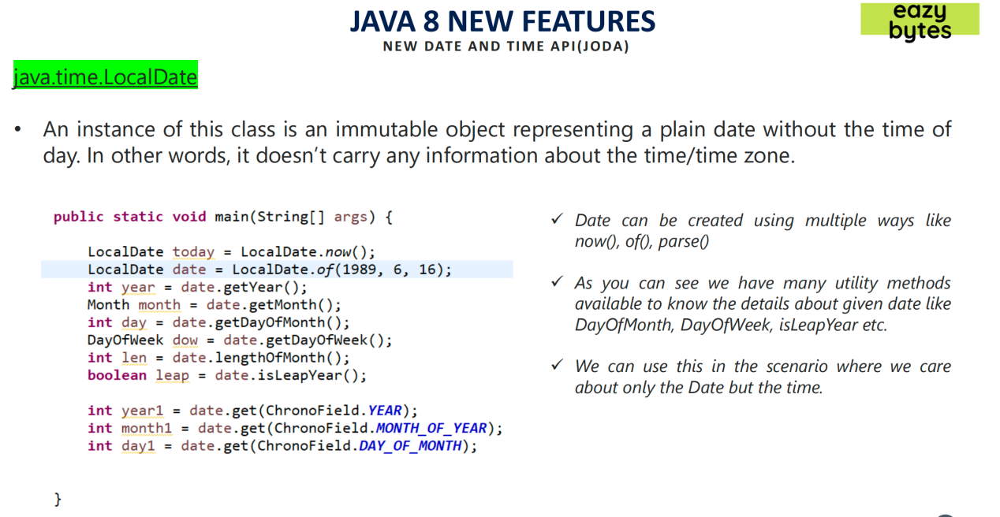 JAVA 8 NEW FEATURES
NEW DATE AND TIME API(JODA)
eazy
bytes
java.time.LocalDate
• An instance of this class is an immutable object representing a plain date without the time of
day. In other words, it doesn’t carry any information about the time/time zone.
public static void main(String[] args) {
LocalDate today = LocalDate.now();
LocalDate date = LocalDate.of(1989, 6, 16);
int year = date.getYear();
Month month = date.getMonth();
int day = date.getDayOfMonth();
DayOfWeek dow = date.getDayOfWeek();
int len = date.lengthOfMonth();
boolean leap = date.isLeapYear();
int year1 = date.get(ChronoField.YEAR);
int month1 = date.get(ChronoField.MONTH_OF_YEAR);
int day1 = date.get(ChronoField.DAY_OF_MONTH);
}
✓ Date can be created using multiple ways like
now(), of(), parse()
✓ As you can see we have many utility methods
available to know the details about given date like
DayOfMonth, DayOfWeek, isLeapYear etc.
✓ We can use this in the scenario where we care
about only the Date but the time.